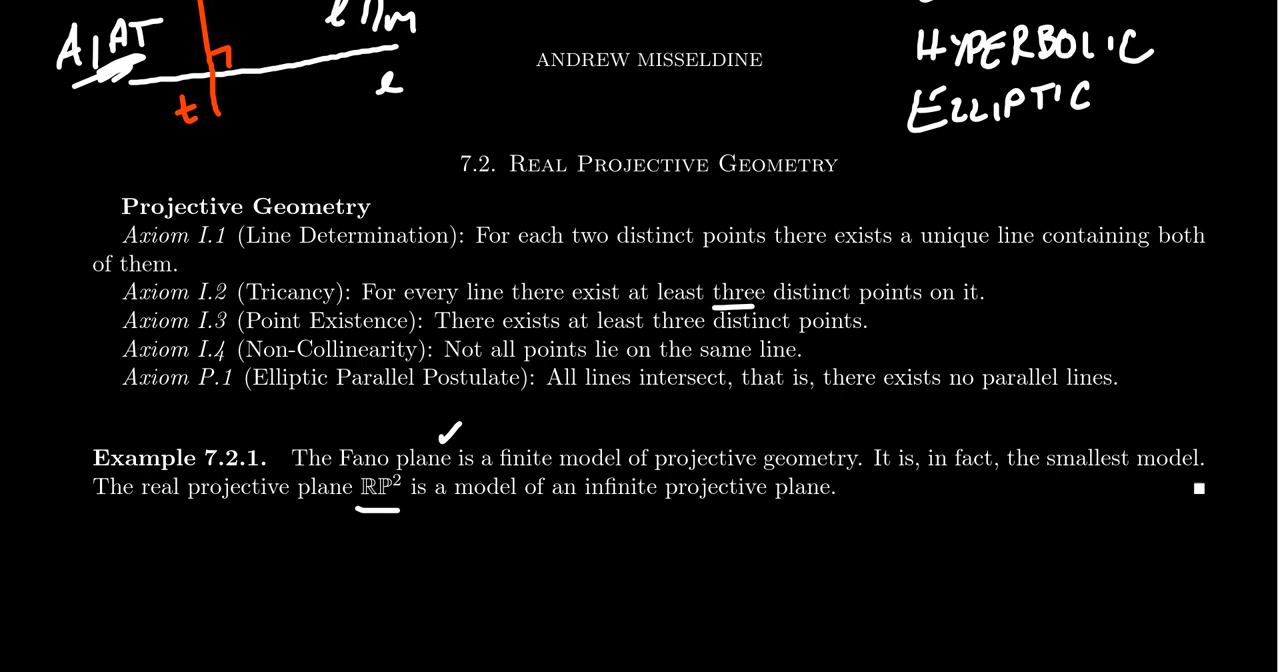 l ∥ m
AIAT
l
t
HYPERBOLIC
ELLIPTIC
ANDREW MISSELDINE
7.2. REAL PROJECTIVE GEOMETRY
Projective Geometry
Axiom I.1 (Line Determination): For each two distinct points there exists a unique line containing both
of them.
Axiom I.2 (Tricancy): For every line there exist at least three distinct points on it.
Axiom I.3 (Point Existence): There exists at least three distinct points.
Axiom I.4 (Non-Collinearity): Not all points lie on the same line.
Axiom P.1 (Elliptic Parallel Postulate): All lines intersect, that is, there exists no parallel lines.
Example 7.2.1. The Fano plane is a finite model of projective geometry. It is, in fact, the smallest model.
The real projective plane ℝℙ² is a model of an infinite projective plane. ■